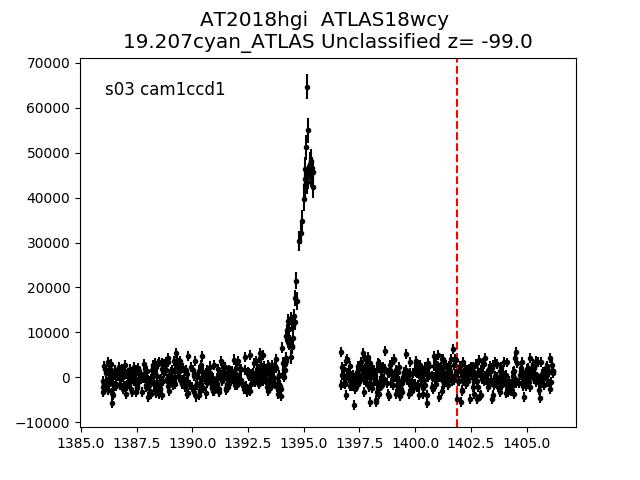 AT2018hgi  ATLAS18wcy
19.207cyan_ATLAS Unclassified z= -99.0
s03 cam1ccd1
70000
60000
50000
40000
30000
20000
10000
0
−10000
1385.0 1387.5 1390.0 1392.5 1395.0 1397.5 1400.0 1402.5 1405.0